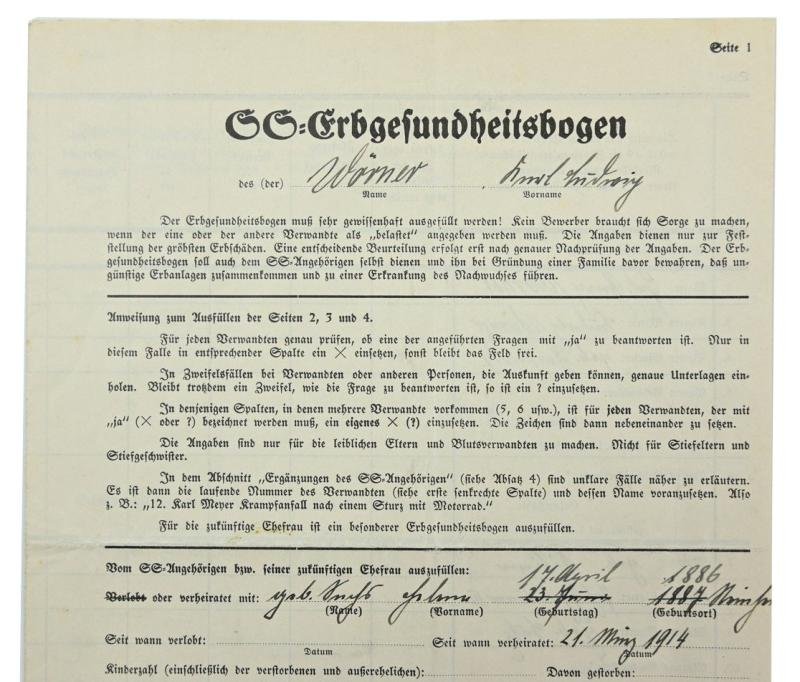 Seite 1
SS-Erbgesundheitsbogen
des (der) Wörner Karl Ludwig
Name Vorname
Der Erbgesundheitsbogen muß sehr gewissenhaft ausgefüllt werden! Kein Bewerber braucht sich Sorge zu machen,
wenn der eine oder der andere Verwandte als „belastet" angegeben werden muß. Die Angaben dienen nur zur Fest-
stellung der gröbsten Erbschäden. Eine entscheidende Beurteilung erfolgt erst nach genauer Nachprüfung der Angaben. Der Erb-
gesundheitsbogen soll auch dem SS-Angehörigen selbst dienen und ihn bei Gründung einer Familie davor bewahren, daß un-
günstige Erbanlagen zusammenkommen und zu einer Erkrankung des Nachwuchses führen.
Anweisung zum Ausfüllen der Seiten 2, 3 und 4.
Für jeden Verwandten genau prüfen, ob eine der angeführten Fragen mit „ja" zu beantworten ist. Nur in
diesem Falle in entsprechender Spalte ein × einsetzen, sonst bleibt das Feld frei.
In Zweifelsfällen bei Verwandten oder anderen Personen, die Auskunft geben können, genaue Unterlagen ein-
holen. Bleibt trotzdem ein Zweifel, wie die Frage zu beantworten ist, so ist ein ? einzusetzen.
In denjenigen Spalten, in denen mehrere Verwandte vorkommen (5, 6 usw.), ist für jeden Verwandten, der mit
„ja" (× oder ?) bezeichnet werden muß, ein eigenes × (?) einzusetzen. Die Zeichen sind dann nebeneinander zu setzen.
Die Angaben sind nur für die leiblichen Eltern und Blutsverwandten zu machen. Nicht für Stiefeltern und
Stiefgeschwister.
In dem Abschnitt „Ergänzungen des SS-Angehörigen" (siehe Absatz 4) sind unklare Fälle näher zu erläutern.
Es ist dann die laufende Nummer des Verwandten (siehe erste senkrechte Spalte) und dessen Name voranzusetzen. Also
z. B.: „12. Karl Meyer Krampfanfall nach einem Sturz mit Motorrad."
Für die zukünftige Ehefrau ist ein besonderer Erbgesundheitsbogen auszufüllen.
Vom SS-Angehörigen bzw. seiner zukünftigen Ehefrau auszufüllen:
17. April 1886
Verlobt oder verheiratet mit: geb. 23. Juni 1887
(Name) (Vorname) (Geburtstag) (Geburtsort)
Seit wann verlobt: Seit wann verheiratet: 21. März 1914
Datum Datum
Kinderzahl (einschließlich der verstorbenen und außerehelichen): Davon gestorben: